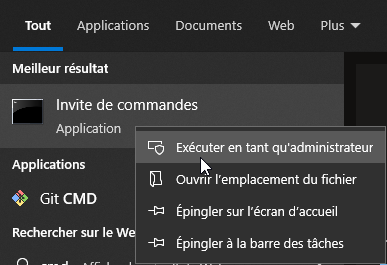 Tout Applications Documents Web Plus
Meilleur résultat
Invite de commandes
Application
Exécuter en tant qu'administrateur
Applications
Ouvrir l'emplacement du fichier
Git CMD
Épingler sur l'écran d'accueil
Rechercher sur le We
Épingler à la barre des tâches